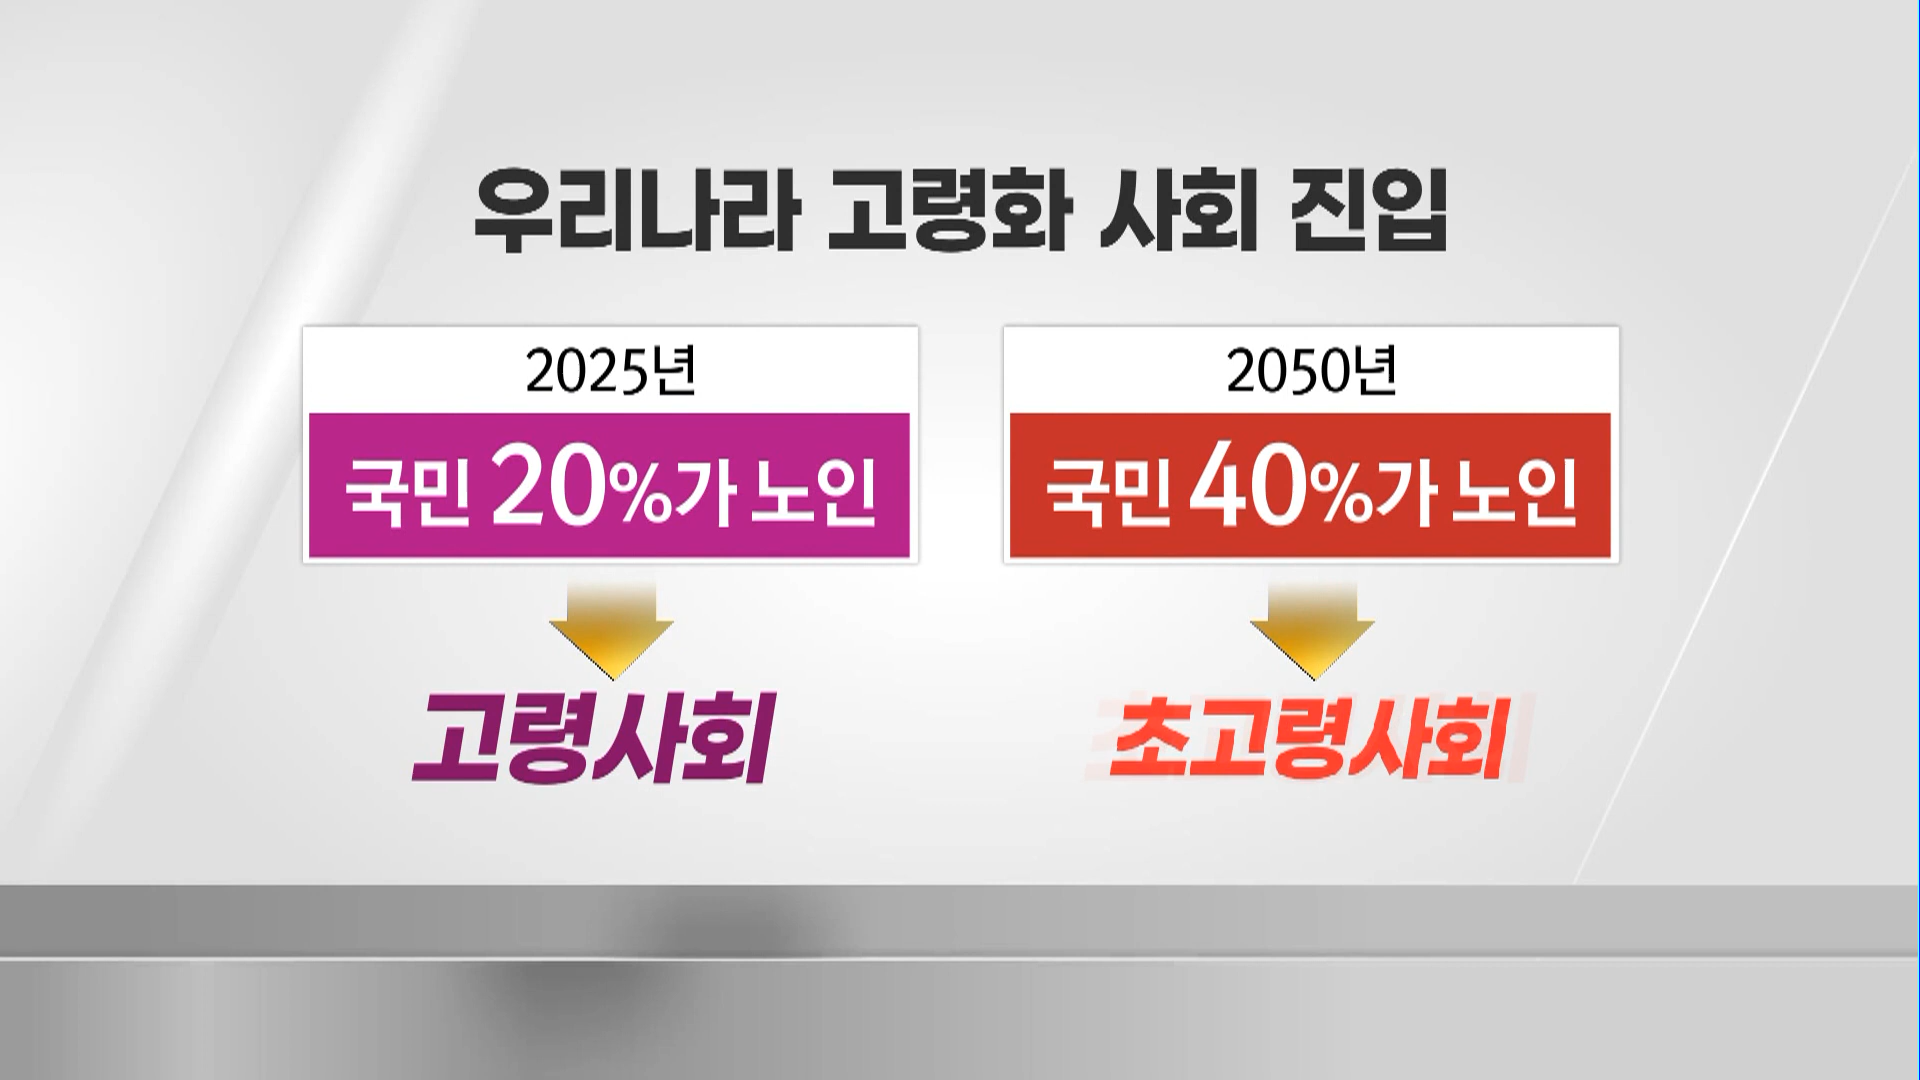 우리나라 고령화 사회 진입
2025년
국민 20%가 노인
고령사회
2050년
국민 40%가 노인
초고령사회